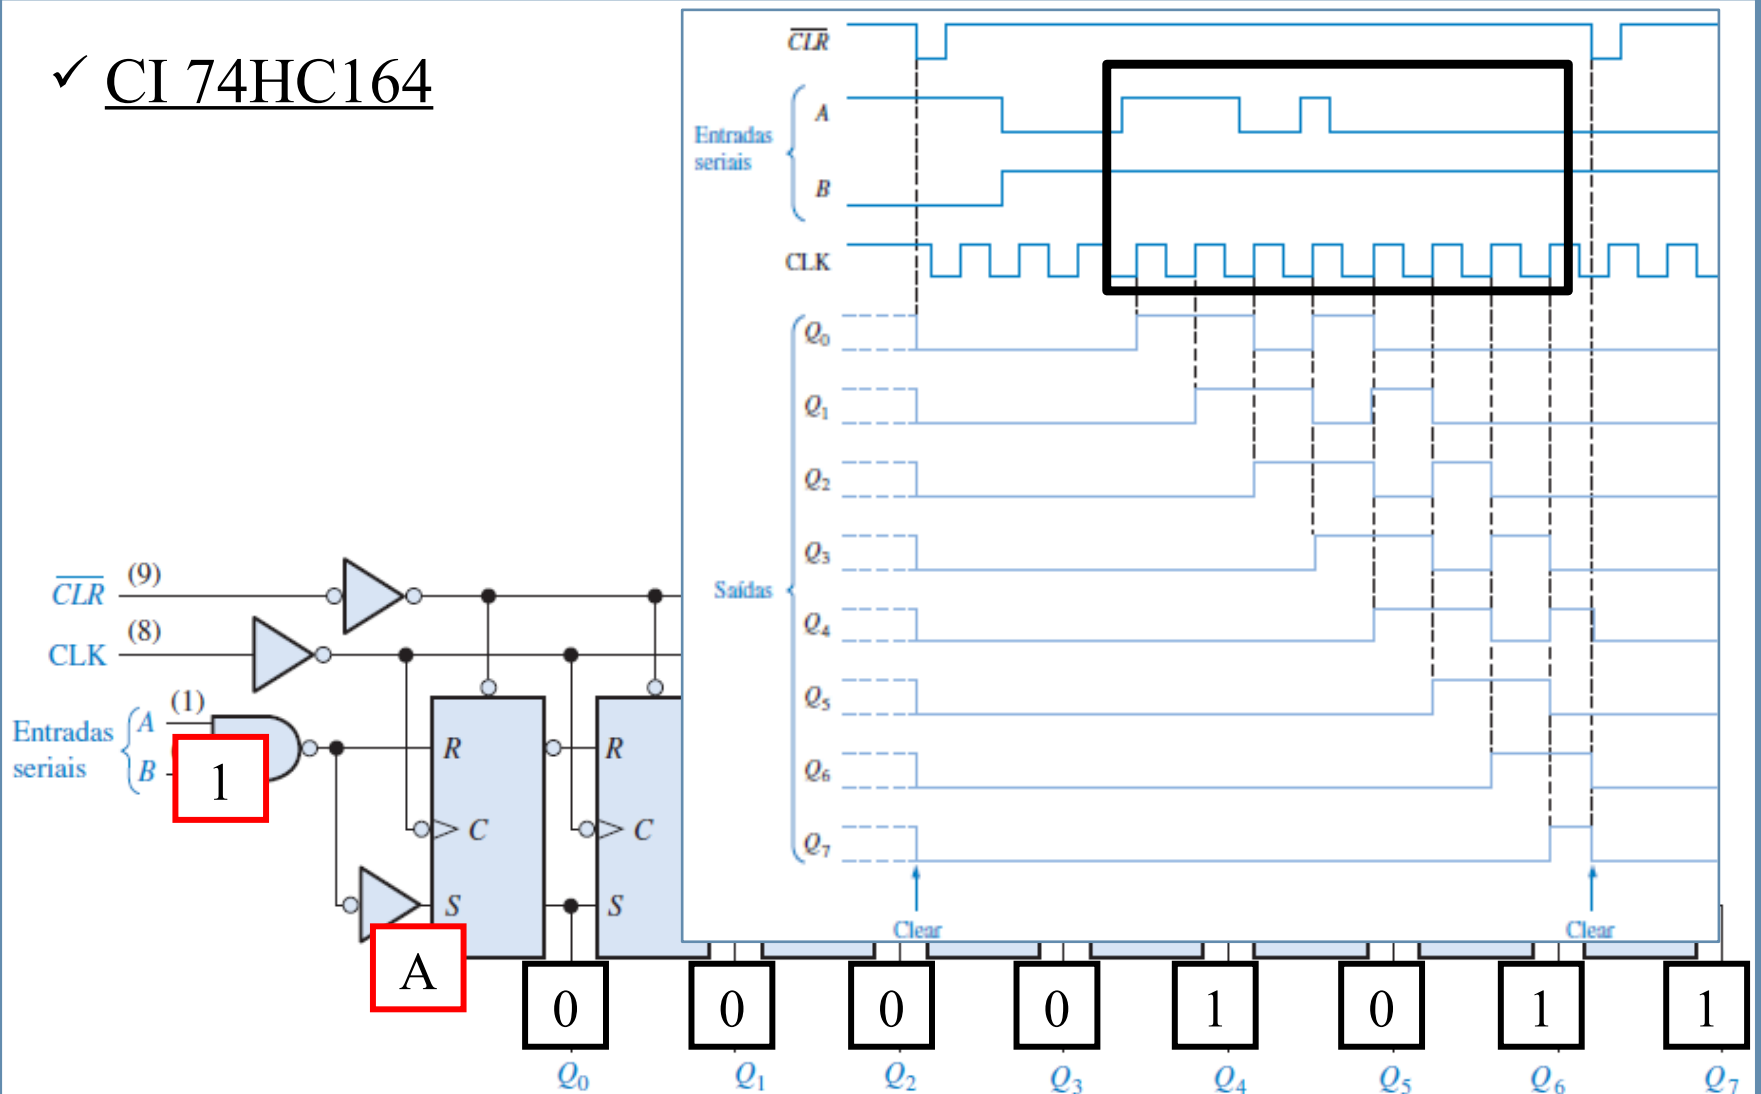 ✓ CI 74HC164
CLR
Entradas
seriais
A
B
CLK
Saídas
Q0
Q1
Q2
Q3
Q4
Q5
Q6
Q7
Clear
Clear
CLR (9)
CLK (8)
Entradas
seriais
A (1)
B
1
R
C
S
R
C
S
A
0 0 0 0 1 0 1 1
Q0 Q1 Q2 Q3 Q4 Q5 Q6 Q7